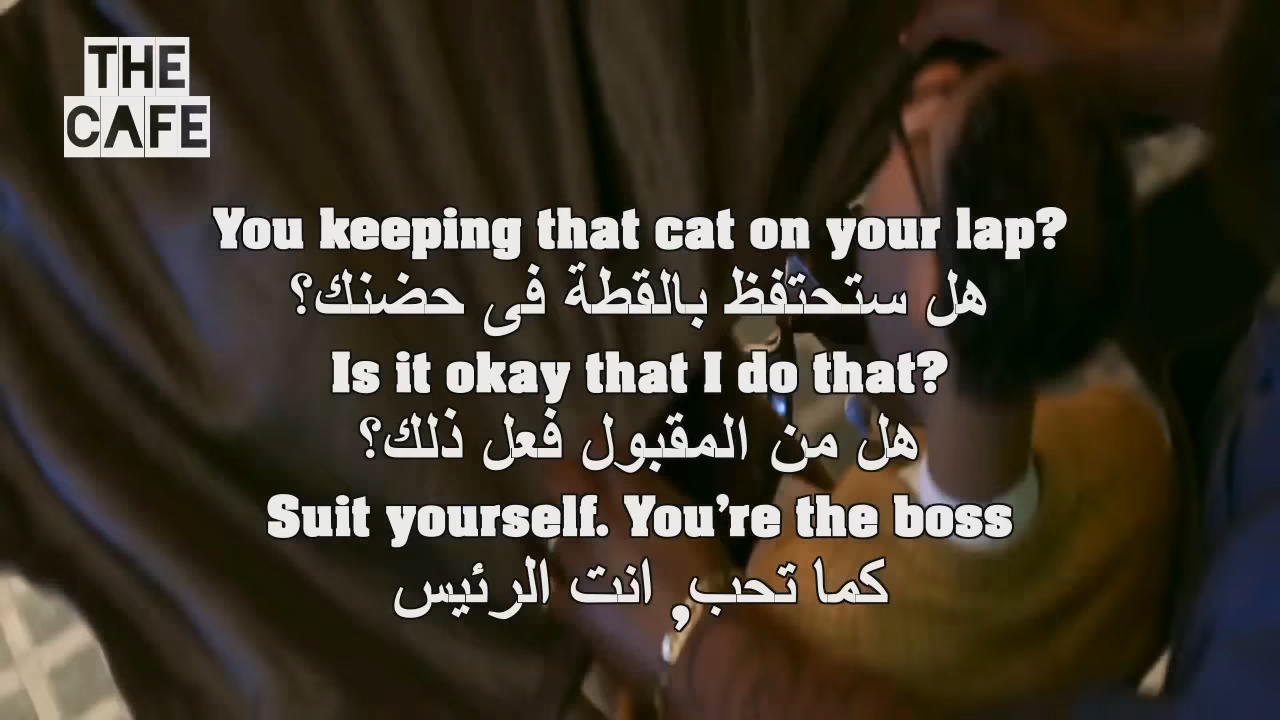 THE
CAFE
You keeping that cat on your lap?
هل ستحتفظ بالقطة فى حضنك؟
Is it okay that I do that?
هل من المقبول فعل ذلك؟
Suit yourself. You're the boss
كما تحب, انت الرئيس